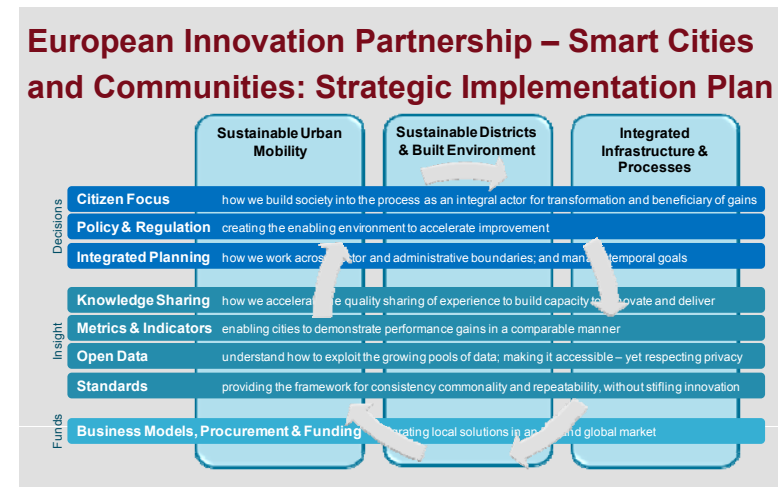 European Innovation Partnership – Smart Cities
and Communities: Strategic Implementation Plan
Sustainable Urban
Mobility
Sustainable Districts
& Built Environment
Integrated
Infrastructure &
Processes
Decisions
Citizen Focus how we build society into the process as an integral actor for transformation and beneficiary of gains
Policy & Regulation creating the enabling environment to accelerate improvement
Integrated Planning how we work across and administrative boundaries; and temporal goals
Insight
Knowledge Sharing how we quality sharing of experience to build capacity to and deliver
Metrics & Indicators enabling cities to demonstrate performance gains in a comparable manner
Open Data understand how to exploit the growing pools of data; making it accessible – yet respecting privacy
Standards providing the framework for consistency commonality and repeatability, without stifling innovation
Funds
Business Models, Procurement & Funding local solutions in and global market